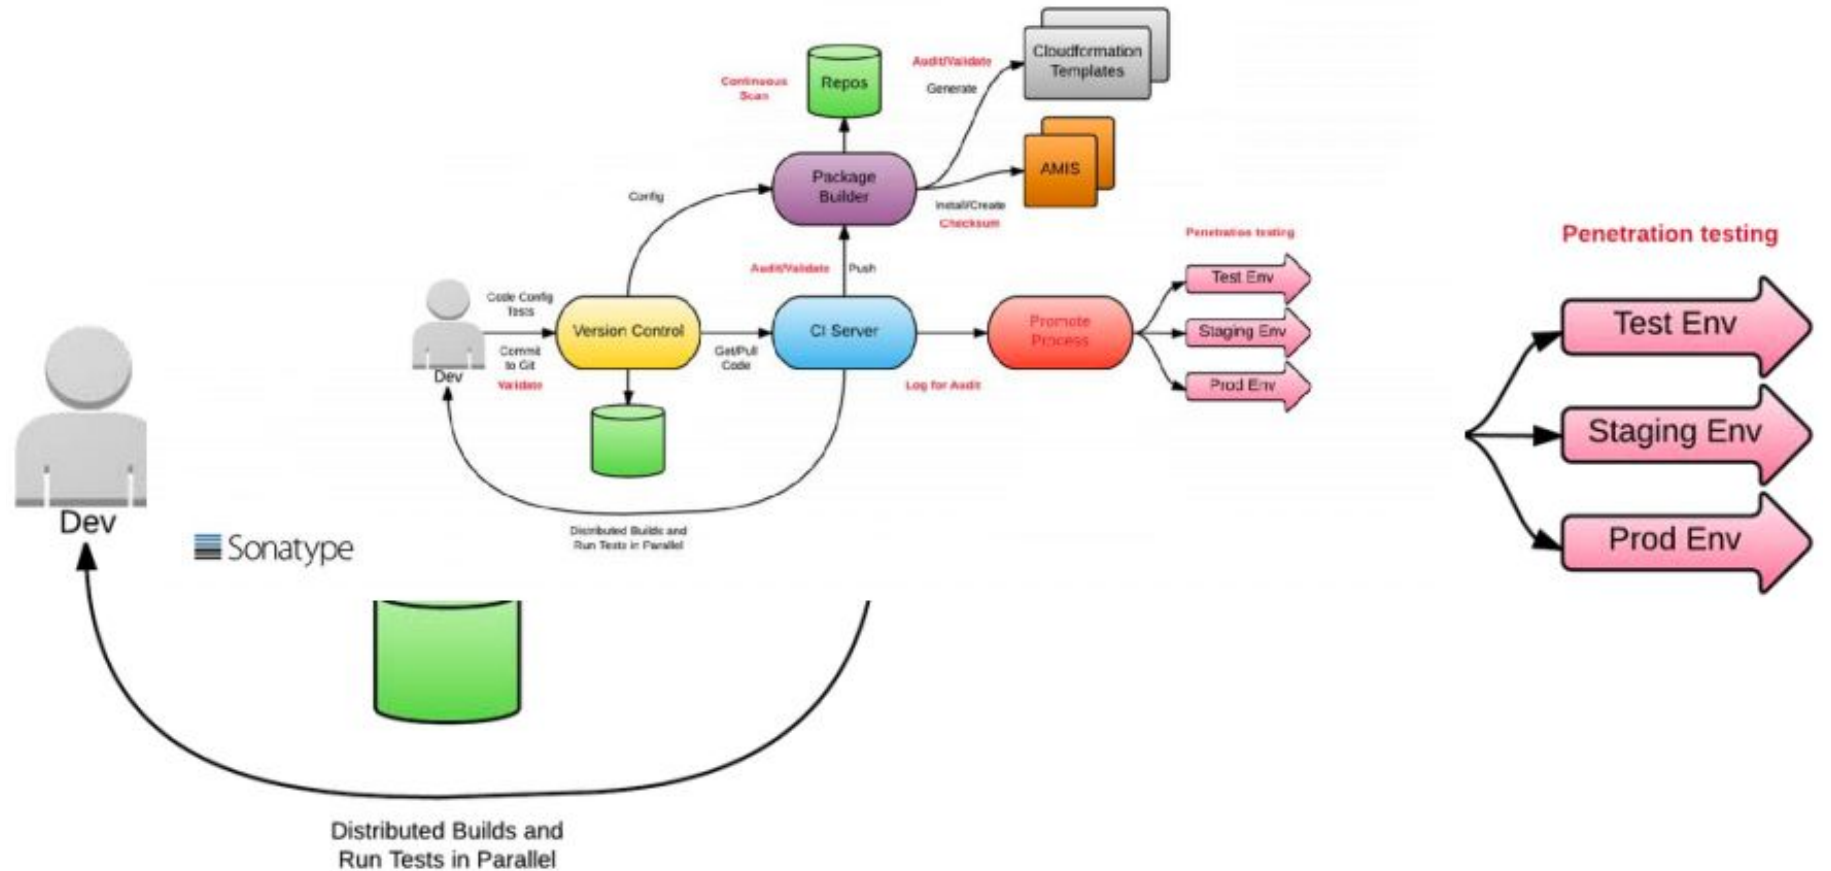 Cloudformation
Templates
Audit/Validate
Generate
Repos
Continuous
Scan
AMIS
Package
Builder
Config
Install/Create
Checksum
Penetration testing
Audit/Validate
Push
Test Env
Code Config
Tests
Version Control
CI Server
Promote
Process
Staging Env
Commit
to Git
Get/Pull
Code
Dev
Validate
Log for Audit
Prod Env
Distributed Builds and
Run Tests in Parallel
Penetration testing
Test Env
Staging Env
Prod Env
Dev
Sonatype
Distributed Builds and
Run Tests in Parallel